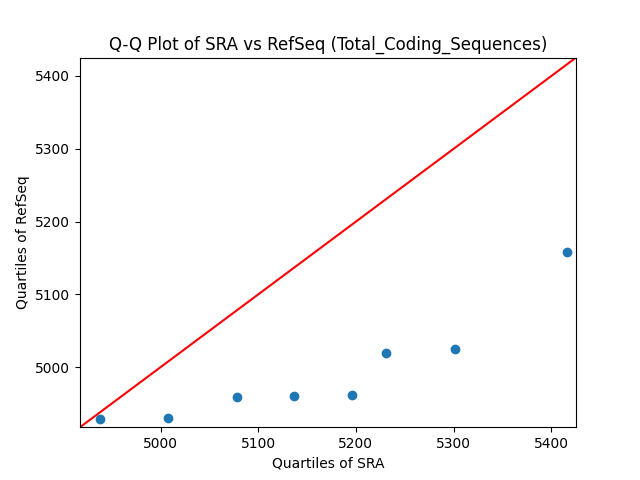 Q-Q Plot of SRA vs RefSeq (Total_Coding_Sequences)
5400
5300
5200
5100
5000
Quartiles of RefSeq
5000 5100 5200 5300 5400
Quartiles of SRA